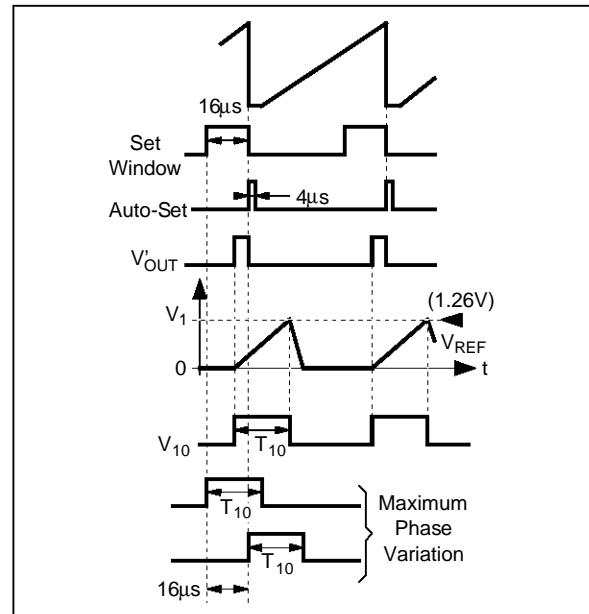 16µs
Set
Window
Auto-Set
4µs
V'OUT
V1
(1.26V)
VREF
0
t
V10
T10
T10
Maximum
Phase
Variation
T10
16µs